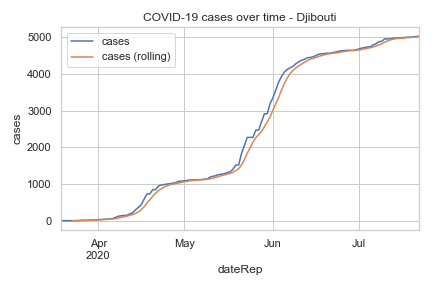 COVID-19 cases over time - Djibouti
cases
cases (rolling)
5000
4000
3000
2000
1000
0
cases
Apr
2020
May
Jun
Jul
dateRep